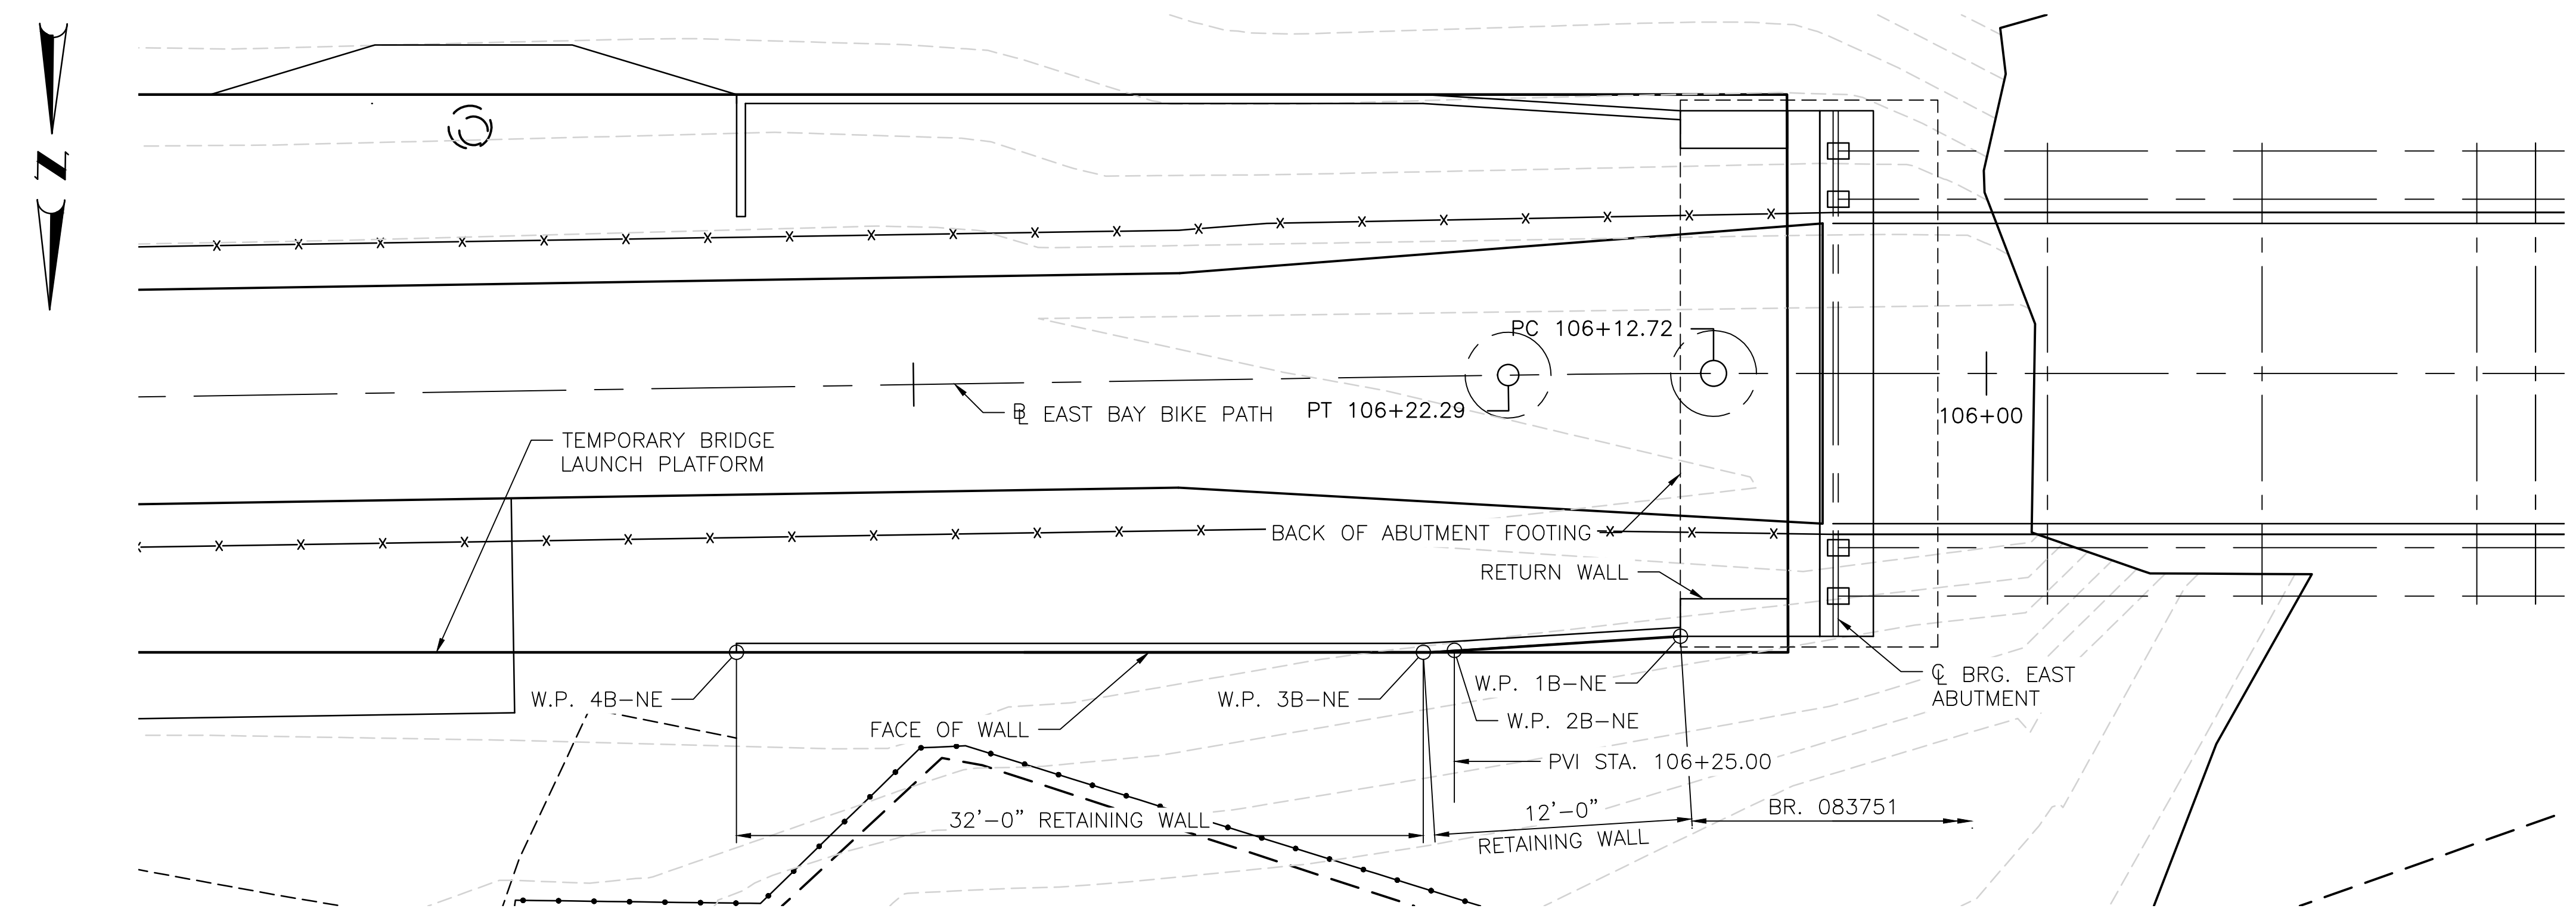 N
PC 106+12.72
PT 106+22.29
℄ EAST BAY BIKE PATH
106+00
TEMPORARY BRIDGE
LAUNCH PLATFORM
BACK OF ABUTMENT FOOTING
RETURN WALL
W.P. 4B-NE
W.P. 3B-NE
W.P. 1B-NE
W.P. 2B-NE
℄ BRG. EAST
ABUTMENT
FACE OF WALL
PVI STA. 106+25.00
32'-0" RETAINING WALL
12'-0"
RETAINING WALL
BR. 083751